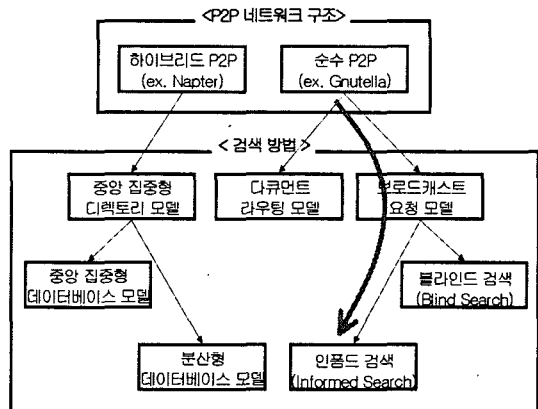 <P2P 네트워크 구조>
하이브리드 P2P
(ex. Napter)
순수 P2P
(ex. Gnutella)
< 검색 방법 >
중앙 집중형
디렉토리 모델
다큐먼트
라우팅 모델
브로드캐스트
요청 모델
중앙 집중형
데이터베이스 모델
블라인드 검색
(Blind Search)
분산형
데이터베이스 모델
인폼드 검색
(Informed Search)